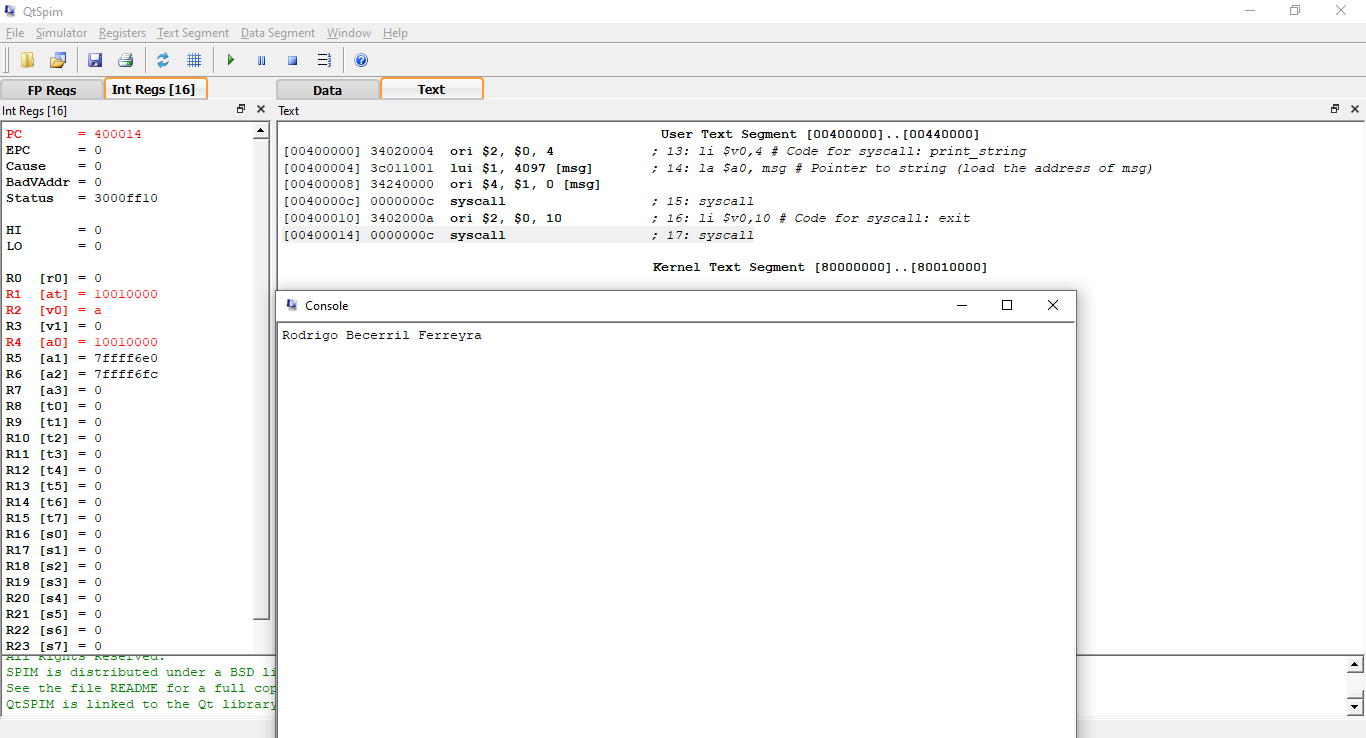 QtSpim
File Simulator Registers Text Segment Data Segment Window Help
FP Regs Int Regs [16] Data Text
Int Regs [16]
PC = 400014
EPC = 0
Cause = 0
BadVAddr = 0
Status = 3000ff10
HI = 0
LO = 0
R0 [r0] = 0
R1 [at] = 10010000
R2 [v0] = a
R3 [v1] = 0
R4 [a0] = 10010000
R5 [a1] = 7ffff6e0
R6 [a2] = 7ffff6fc
R7 [a3] = 0
R8 [t0] = 0
R9 [t1] = 0
R10 [t2] = 0
R11 [t3] = 0
R12 [t4] = 0
R13 [t5] = 0
R14 [t6] = 0
R15 [t7] = 0
R16 [s0] = 0
R17 [s1] = 0
R18 [s2] = 0
R19 [s3] = 0
R20 [s4] = 0
R21 [s5] = 0
R22 [s6] = 0
R23 [s7] = 0
Text
User Text Segment [00400000]..[00440000]
[00400000] 34020004 ori $2, $0, 4 ; 13: li $v0,4 # Code for syscall: print_string
[00400004] 3c011001 lui $1, 4097 [msg] ; 14: la $a0, msg # Pointer to string (load the address of msg)
[00400008] 34240000 ori $4, $1, 0 [msg]
[0040000c] 0000000c syscall ; 15: syscall
[00400010] 3402000a ori $2, $0, 10 ; 16: li $v0,10 # Code for syscall: exit
[00400014] 0000000c syscall ; 17: syscall
Kernel Text Segment [80000000]..[80010000]
Console
Rodrigo Becerril Ferreyra
All Rights Reserved.
SPIM is distributed under a BSD li
See the file README for a full cop
QtSPIM is linked to the Qt library